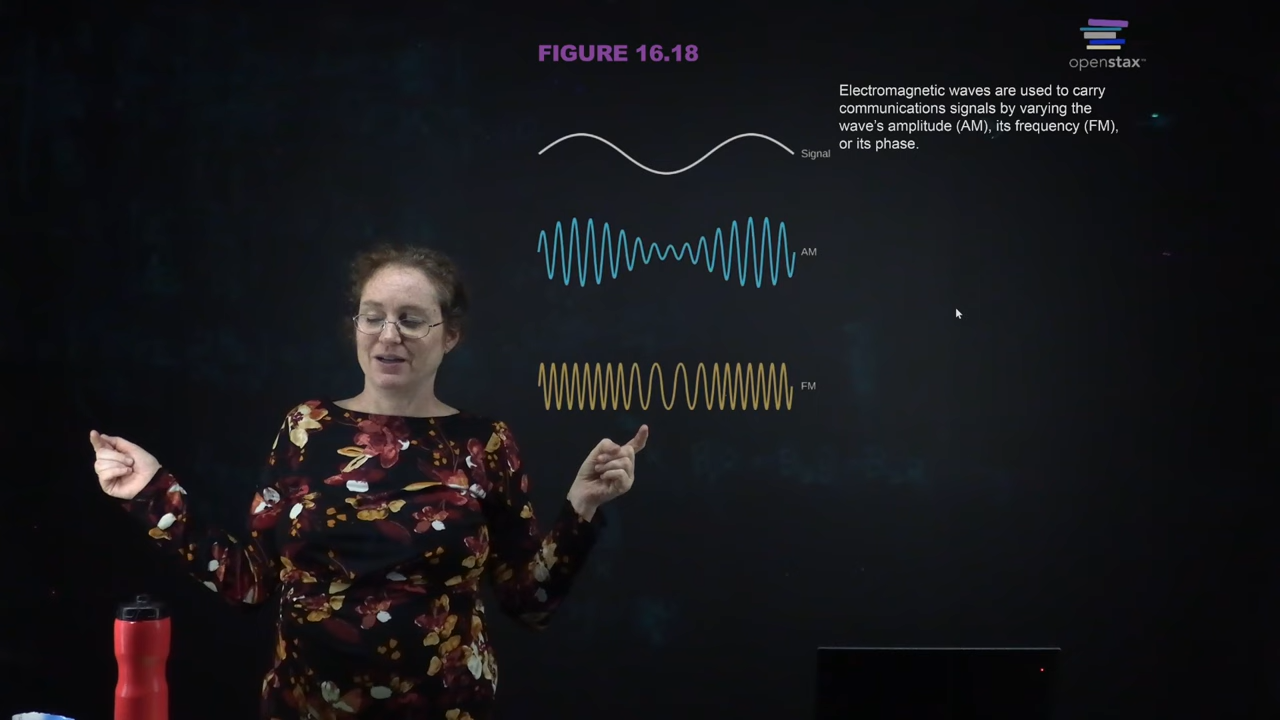 FIGURE 16.18
openstax™
Electromagnetic waves are used to carry
communications signals by varying the
wave's amplitude (AM), its frequency (FM),
or its phase.
Signal
AM
FM